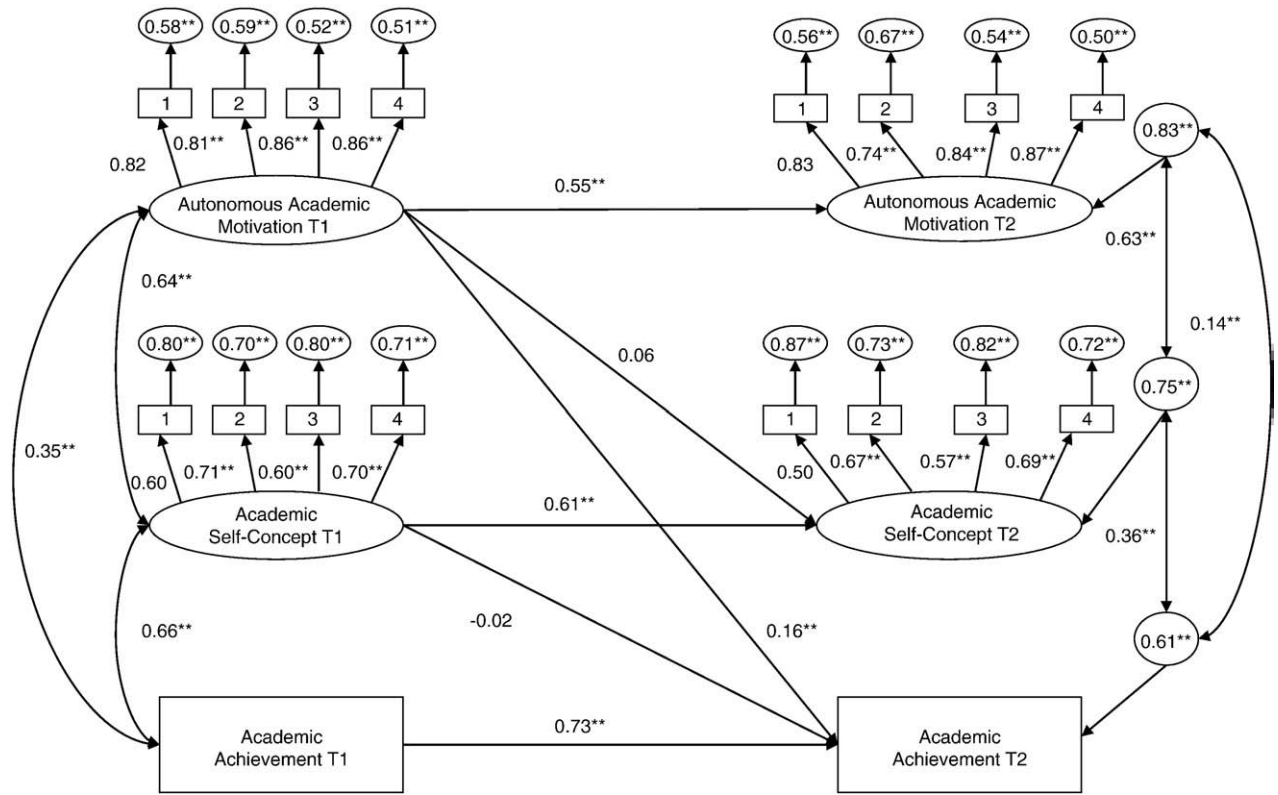 0.58** 0.59** 0.52** 0.51**
1 2 3 4
0.82 0.81** 0.86** 0.86**
Autonomous Academic
Motivation T1
0.55**
0.56** 0.67** 0.54** 0.50**
1 2 3 4
0.83 0.74** 0.84** 0.87**
Autonomous Academic
Motivation T2
0.83**
0.63**
0.14**
0.64**
0.35**
0.06
0.80** 0.70** 0.80** 0.71**
1 2 3 4
0.60 0.71** 0.60** 0.70**
Academic
Self-Concept T1
0.61**
0.87** 0.73** 0.82** 0.72**
1 2 3 4
0.50 0.67** 0.57** 0.69**
Academic
Self-Concept T2
0.75**
0.36**
0.66**
-0.02
0.16**
0.61**
Academic
Achievement T1
0.73**
Academic
Achievement T2